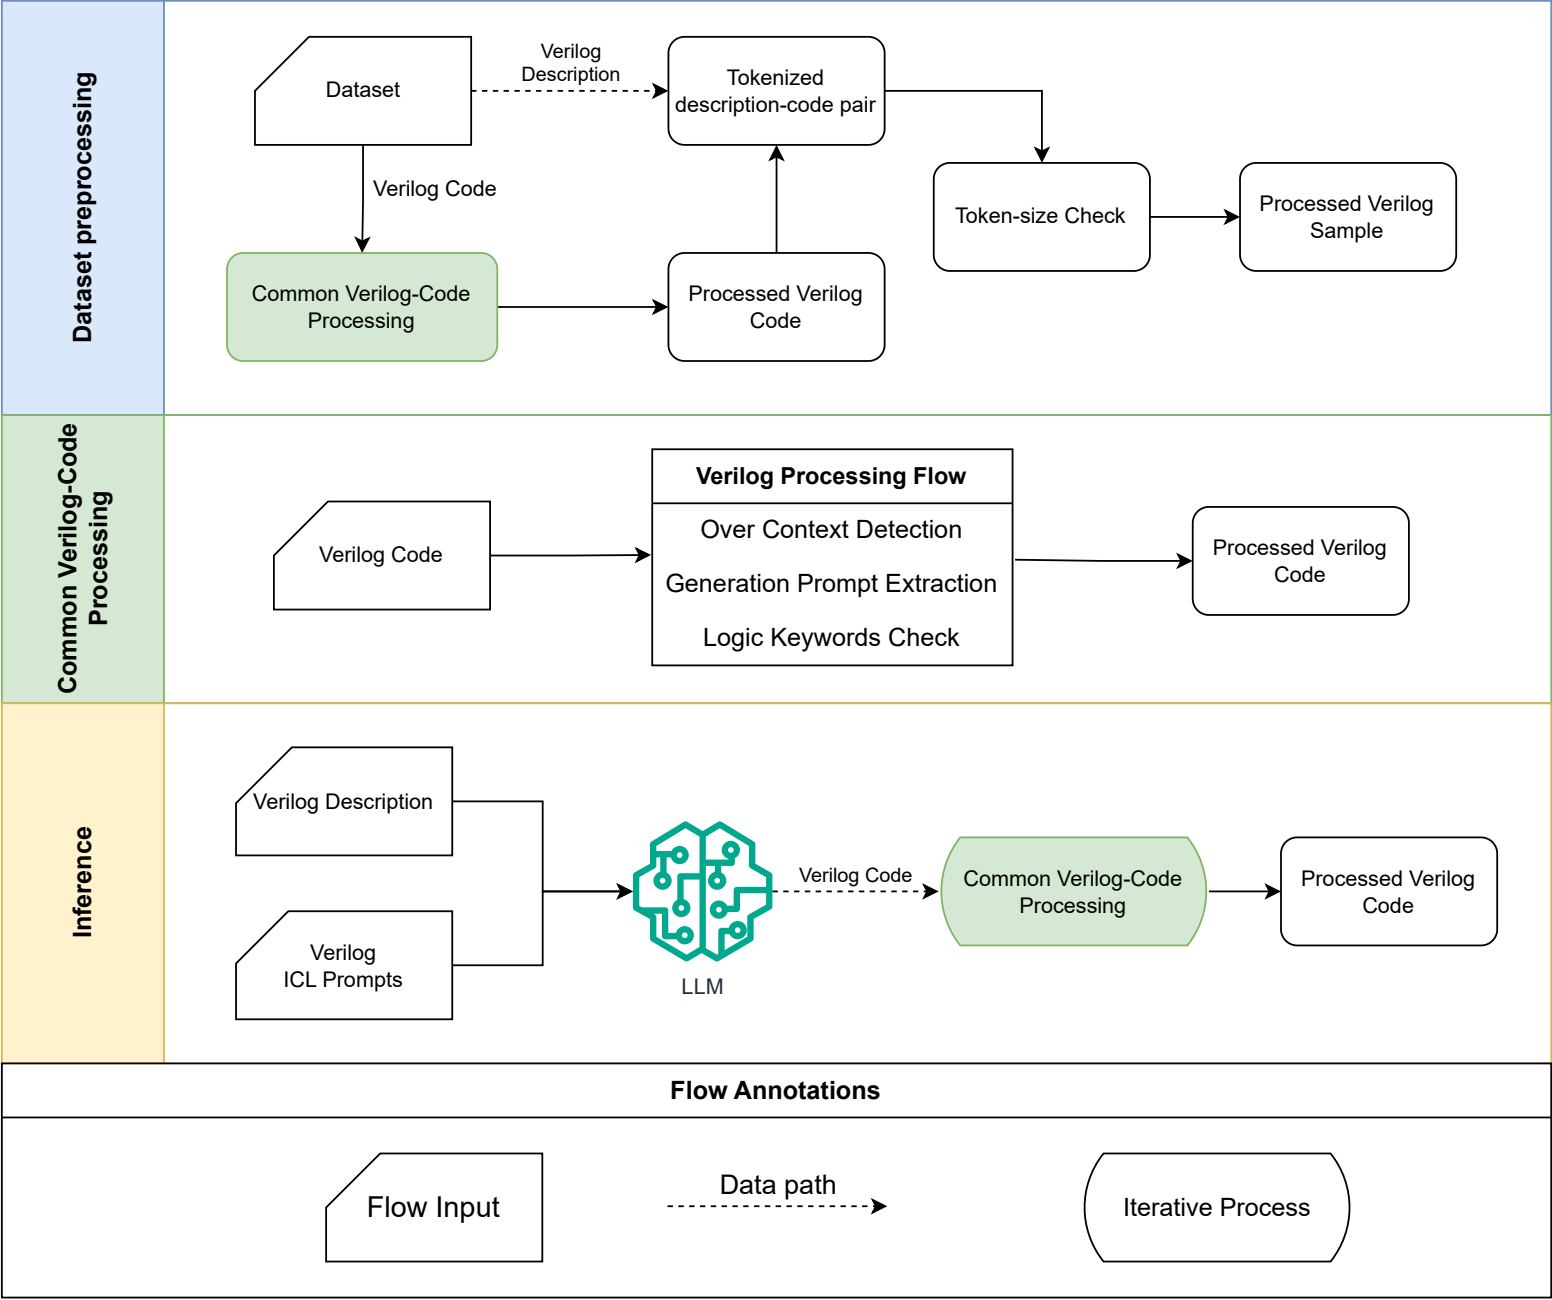 Dataset preprocessing
Dataset
Verilog
Description
Tokenized
description-code pair
Verilog Code
Token-size Check
Processed Verilog
Sample
Common Verilog-Code
Processing
Processed Verilog
Code
Common Verilog-Code
Processing
Verilog Code
Verilog Processing Flow
Over Context Detection
Generation Prompt Extraction
Logic Keywords Check
Processed Verilog
Code
Inference
Verilog Description
Verilog
ICL Prompts
LLM
Verilog Code
Common Verilog-Code
Processing
Processed Verilog
Code
Flow Annotations
Flow Input
Data path
Iterative Process